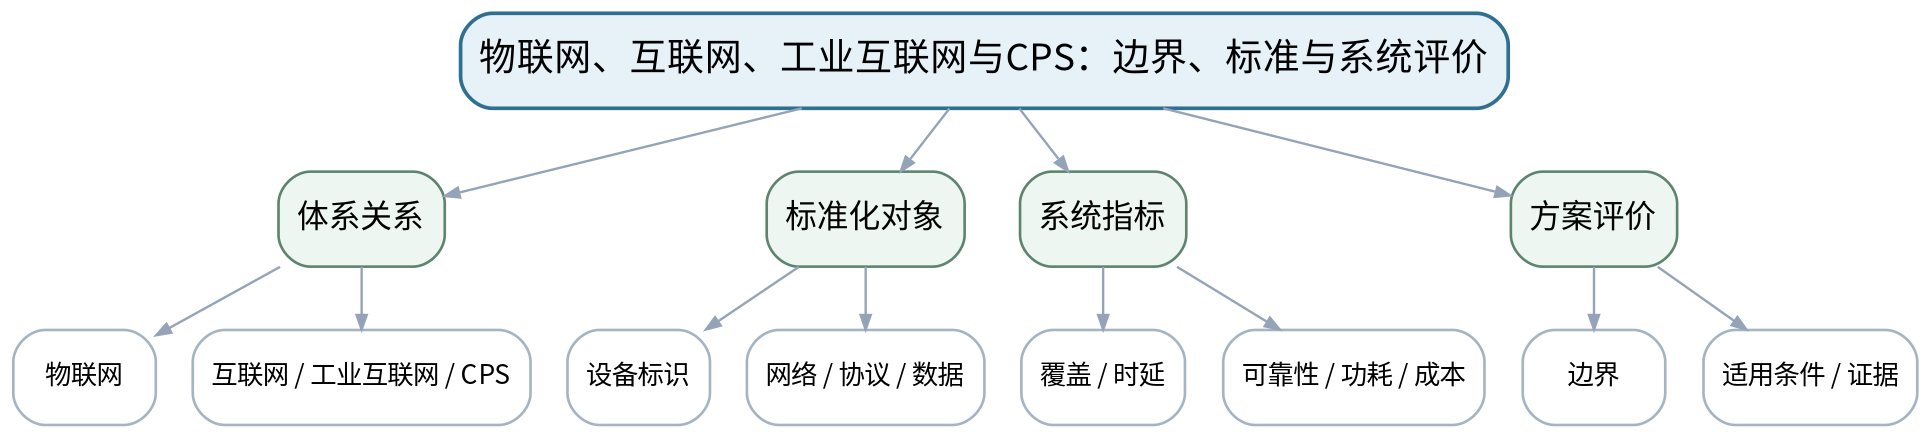 物联网、互联网、工业互联网与CPS：边界、标准与系统评价
体系关系
标准化对象
系统指标
方案评价
物联网
互联网 / 工业互联网 / CPS
设备标识
网络 / 协议 / 数据
覆盖 / 时延
可靠性 / 功耗 / 成本
边界
适用条件 / 证据